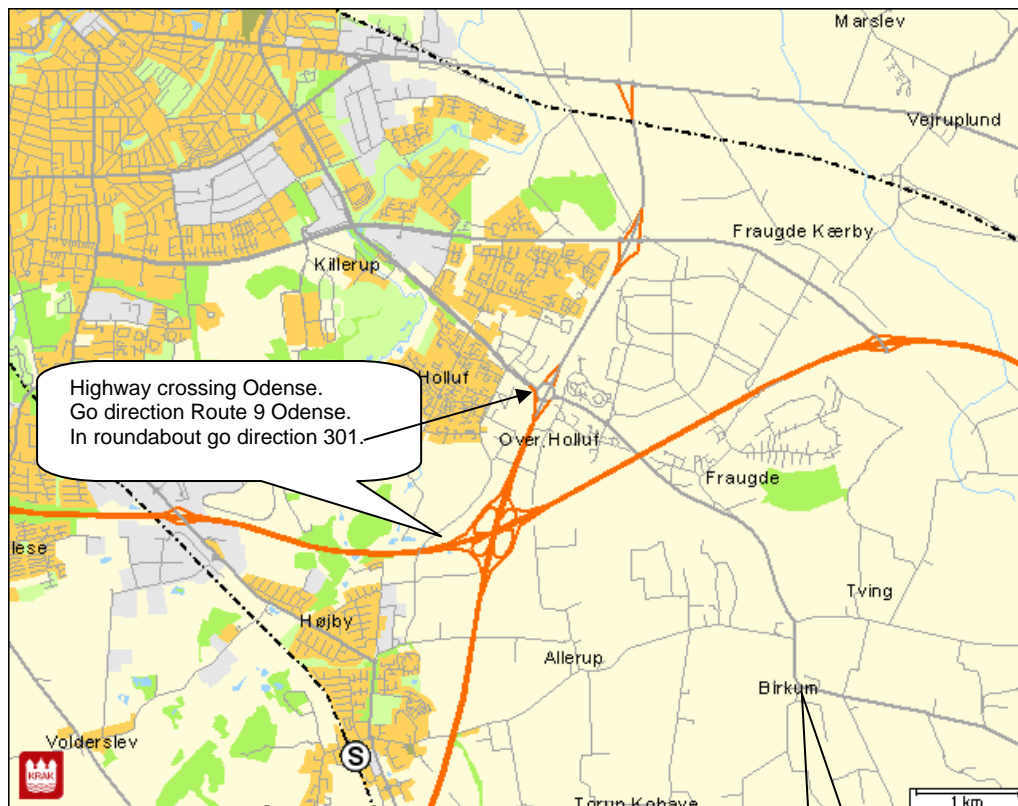 Marslev
Vejruplund
Fraugde Kærby
Killerup
Highway crossing Odense.
Go direction Route 9 Odense.
In roundabout go direction 301.
Holluf
Over Holluf
Fraugde
lese
Tving
Højby
Allerup
Birkum
Volderslev
S
KRAK
1 km